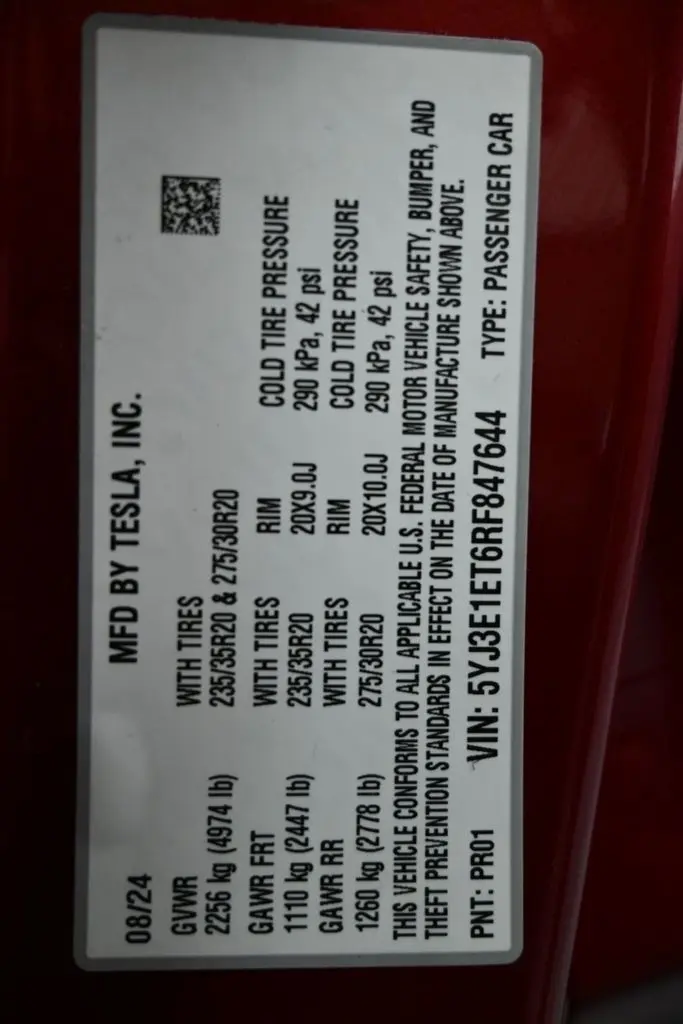 08/24 MFD BY TESLA, INC.
GVWR WITH TIRES
2256 kg (4974 lb) 235/35R20 & 275/30R20
GAWR FRT WITH TIRES RIM COLD TIRE PRESSURE
1110 kg (2447 lb) 235/35R20 20X9.0J 290 kPa, 42 psi
GAWR RR WITH TIRES RIM COLD TIRE PRESSURE
1260 kg (2778 lb) 275/30R20 20X10.0J 290 kPa, 42 psi
THIS VEHICLE CONFORMS TO ALL APPLICABLE U.S. FEDERAL MOTOR VEHICLE SAFETY, BUMPER, AND
THEFT PREVENTION STANDARDS IN EFFECT ON THE DATE OF MANUFACTURE SHOWN ABOVE.
PNT: PR01 VIN: 5YJ3E1ET6RF847644 TYPE: PASSENGER CAR